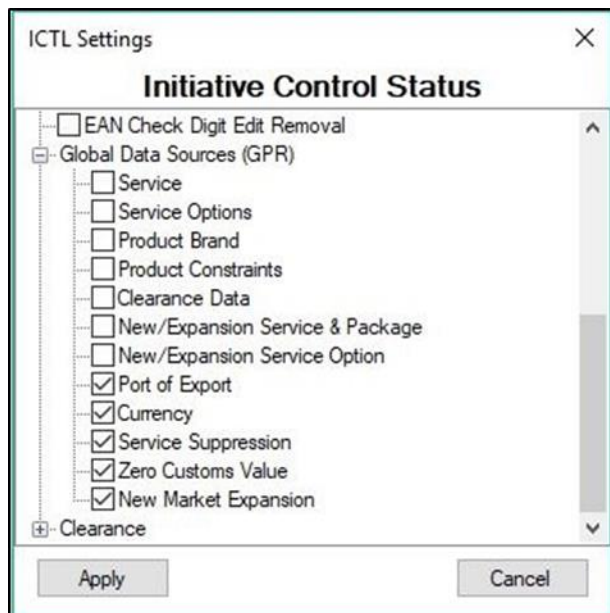 ICTL Settings
Initiative Control Status
EAN Check Digit Edit Removal
Global Data Sources (GPR)
Service
Service Options
Product Brand
Product Constraints
Clearance Data
New/Expansion Service & Package
New/Expansion Service Option
Port of Export
Currency
Service Suppression
Zero Customs Value
New Market Expansion
Clearance
Apply
Cancel